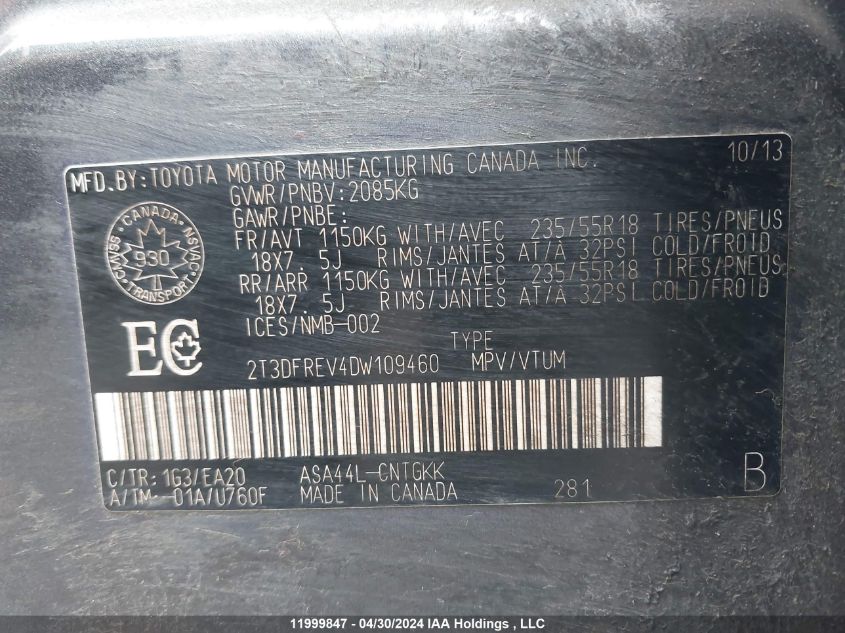 MFD.BY:TOYOTA MOTOR MANUFACTURING CANADA INC. 10/13
GVWR/PNBV:2085KG
GAWR/PNBE:
FR/AVT 1150KG WITH/AVEC 235/55R18 TIRES/PNEUS
18X7.5J RIMS/JANTES AT/A 32PSI COLD/FROID
RR/ARR 1150KG WITH/AVEC 235/55R18 TIRES/PNEUS
18X7.5J RIMS/JANTES AT/A 32PSI COLD/FROID
ICES/NMB-002
CANADA
CMVSS NSVAC
930
TRANSPORT
EC
TYPE
2T3DFREV4DW109460 MPV/VTUM
C/TR: 1G3/EA20 ASA44L-CNTGKK
A/TM -01A/U760F MADE IN CANADA 281 B
11999847 - 04/30/2024 IAA Holdings , LLC